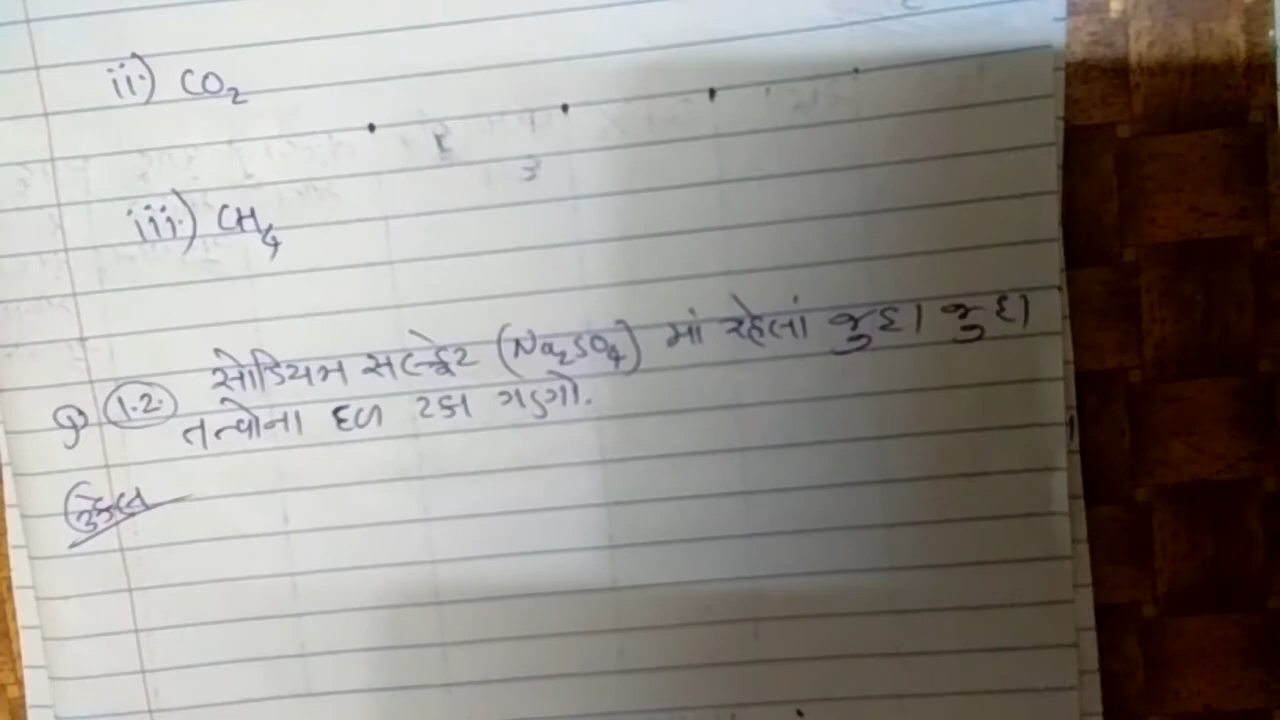 ii.) CO₂
iii.) CH₄
Q 1.2. સોડિયમ સલ્ફેટ (Na₂SO₄) માં રહેલાં જુદા જુદા
તત્વોના દળ ટકા ગણો.
ઉકેલ